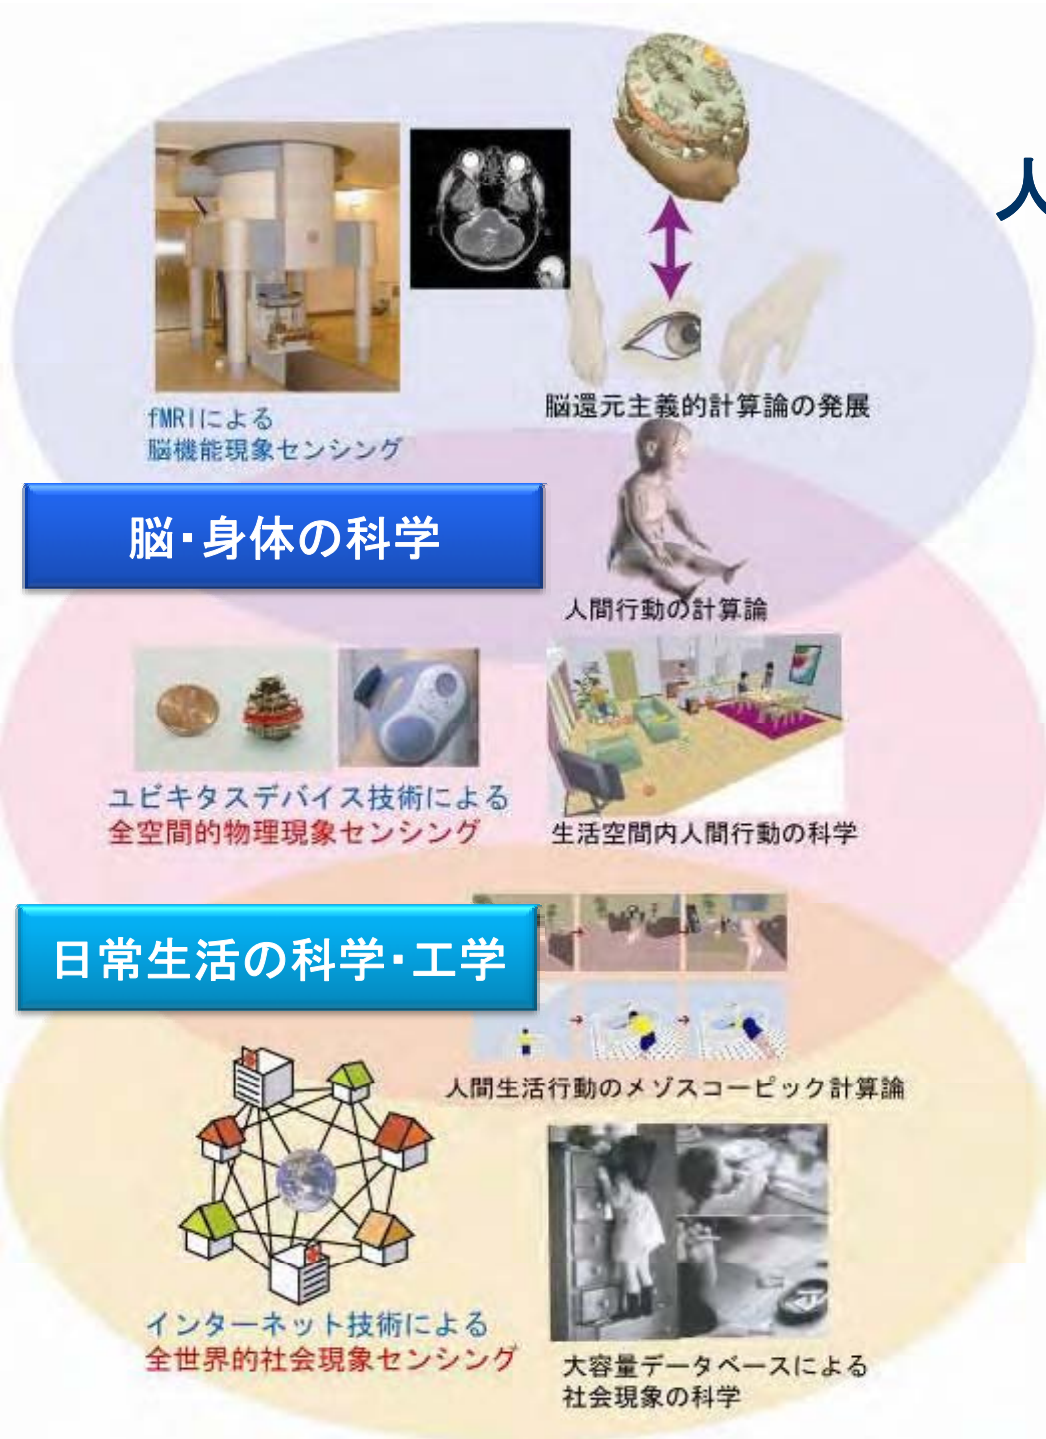 人
脳還元主義的計算論の発展
fMRIによる
脳機能現象センシング
脳・身体の科学
人間行動の計算論
ユビキタスデバイス技術による
全空間的物理現象センシング
生活空間内人間行動の科学
日常生活の科学・工学
人間生活行動のメゾスコーピック計算論
インターネット技術による
全世界的社会現象センシング
大容量データベースによる
社会現象の科学